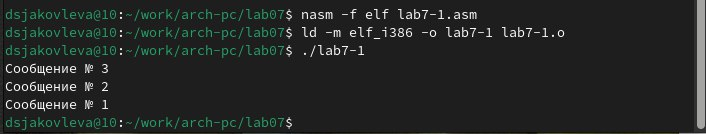 dsjakovleva@10:~/work/arch-pc/lab07$ nasm -f elf lab7-1.asm
dsjakovleva@10:~/work/arch-pc/lab07$ ld -m elf_i386 -o lab7-1 lab7-1.o
dsjakovleva@10:~/work/arch-pc/lab07$ ./lab7-1
Сообщение № 3
Сообщение № 2
Сообщение № 1
dsjakovleva@10:~/work/arch-pc/lab07$